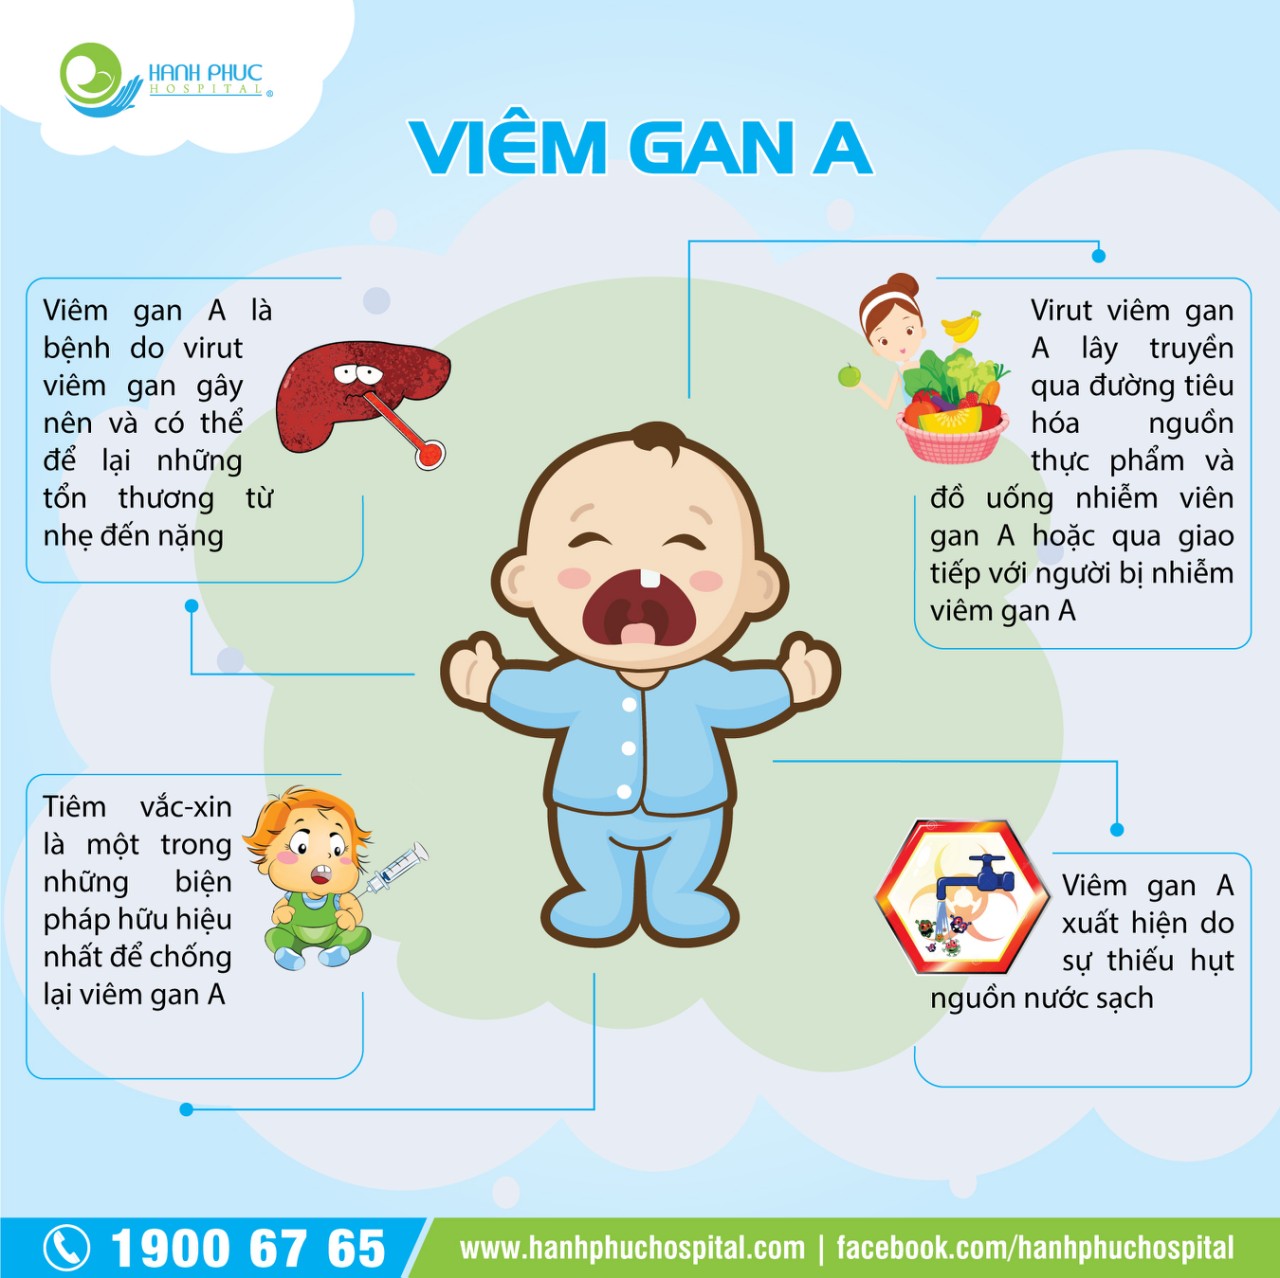 HANH PHUC
HOSPITAL®
VIÊM GAN A
Viêm gan A là
bệnh do virut
viêm gan gây
nên và có thể
để lại những
tổn thương từ
nhẹ đến nặng
Virut viêm gan
A lây truyền
qua đường tiêu
hóa nguồn
thực phẩm và
đồ uống nhiễm viên
gan A hoặc qua giao
tiếp với người bị nhiễm
viêm gan A
Tiêm vắc-xin
là một trong
những biện
pháp hữu hiệu
nhất để chống
lại viêm gan A
Viêm gan A
xuất hiện do
sự thiếu hụt
nguồn nước sạch
1900 67 65
www.hanhphuchospital.com | facebook.com/hanhphuchospital